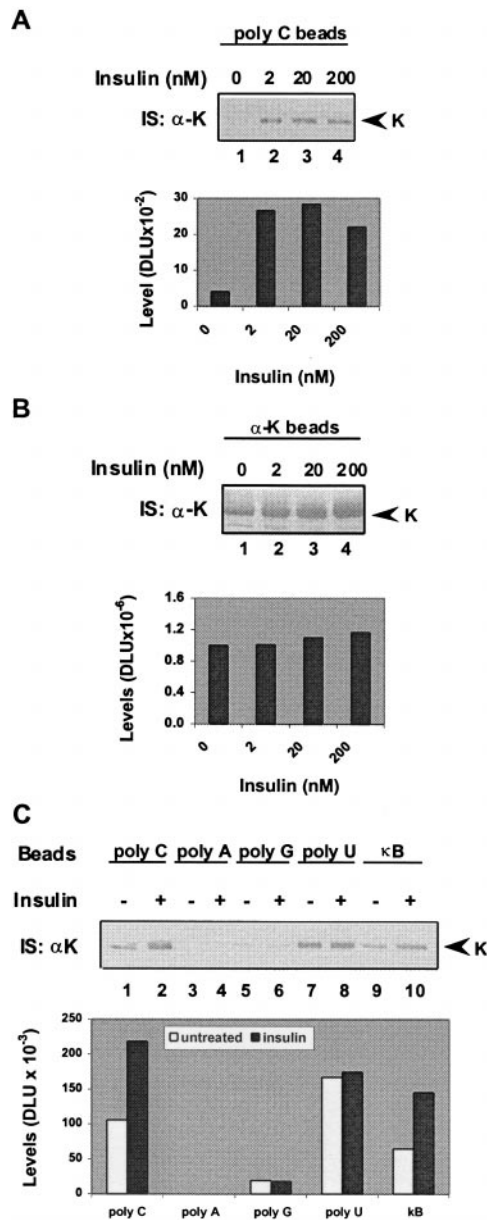 A
poly C beads
Insulin (nM) 0 2 20 200
IS: α-K
K
1 2 3 4
30
20
10
0
Level (DLUx10-2)
0 2 20 200
Insulin (nM)
B
α-K beads
Insulin (nM) 0 2 20 200
IS: α-K
K
1 2 3 4
1.6
1.2
0.8
0.4
0.0
Levels (DLUx10-6)
0 2 20 200
Insulin (nM)
C
Beads poly C poly A poly G poly U κB
Insulin - + - + - + - + - +
IS: αK
K
1 2 3 4 5 6 7 8 9 10
250
200
150
100
50
0
Levels (DLU x 10-3)
untreated insulin
poly C poly A poly G poly U kB